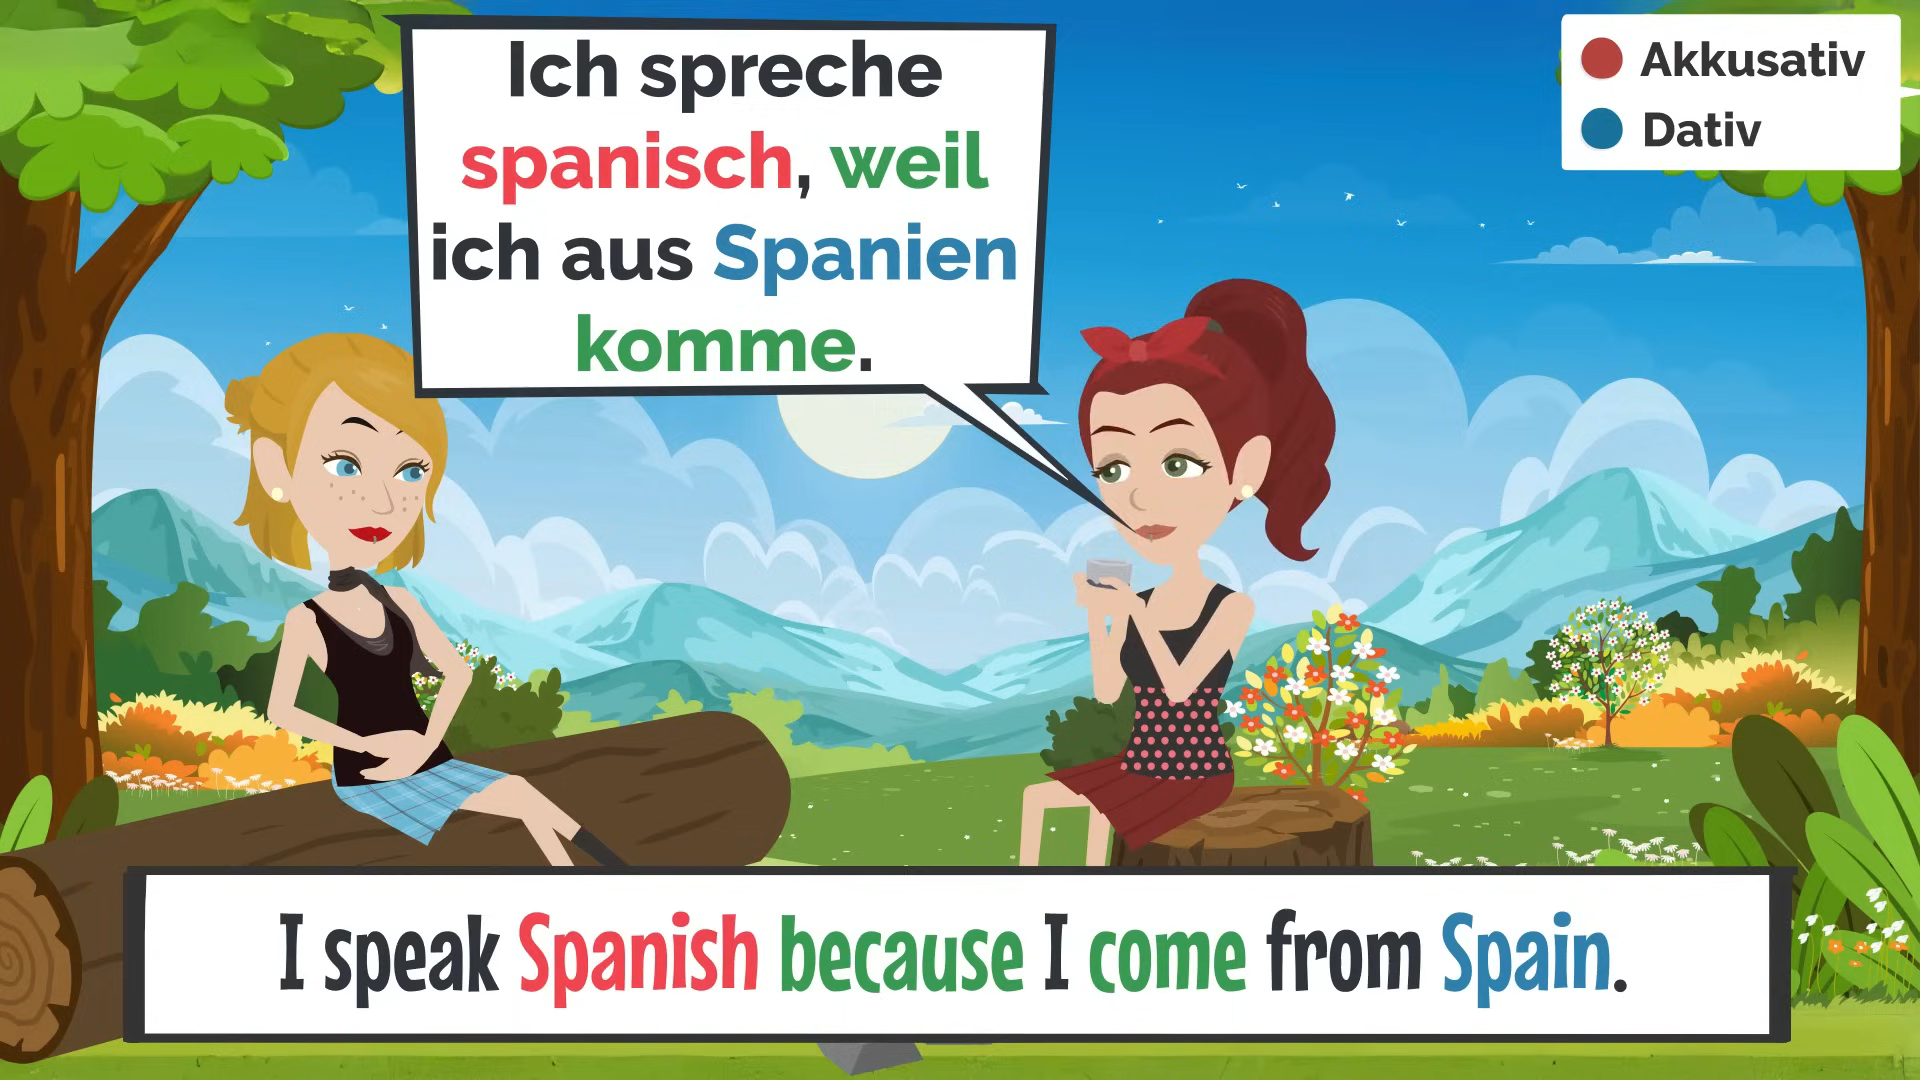 Ich spreche
spanisch, weil
ich aus Spanien
komme.
Akkusativ
Dativ
I speak Spanish because I come from Spain.